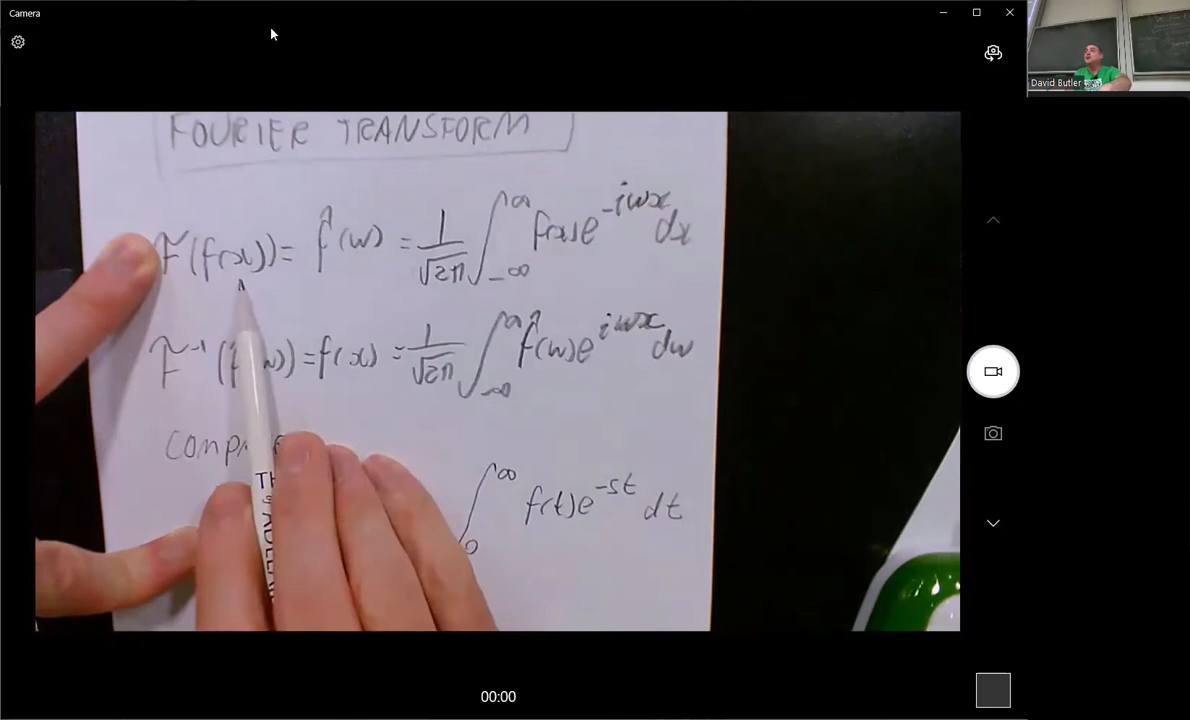 Camera
David Butler
FOURIER TRANSFORM
F(f(x)) = f̂(w) = 1/√2π ∫_-∞^∞ f(x)e^-iwx dx
F^-1( w)) = f(x) = 1/√2π ∫_-∞^∞ f̂(w)e^iwx dw
∫_0^∞ f(t)e^-st dt
00:00